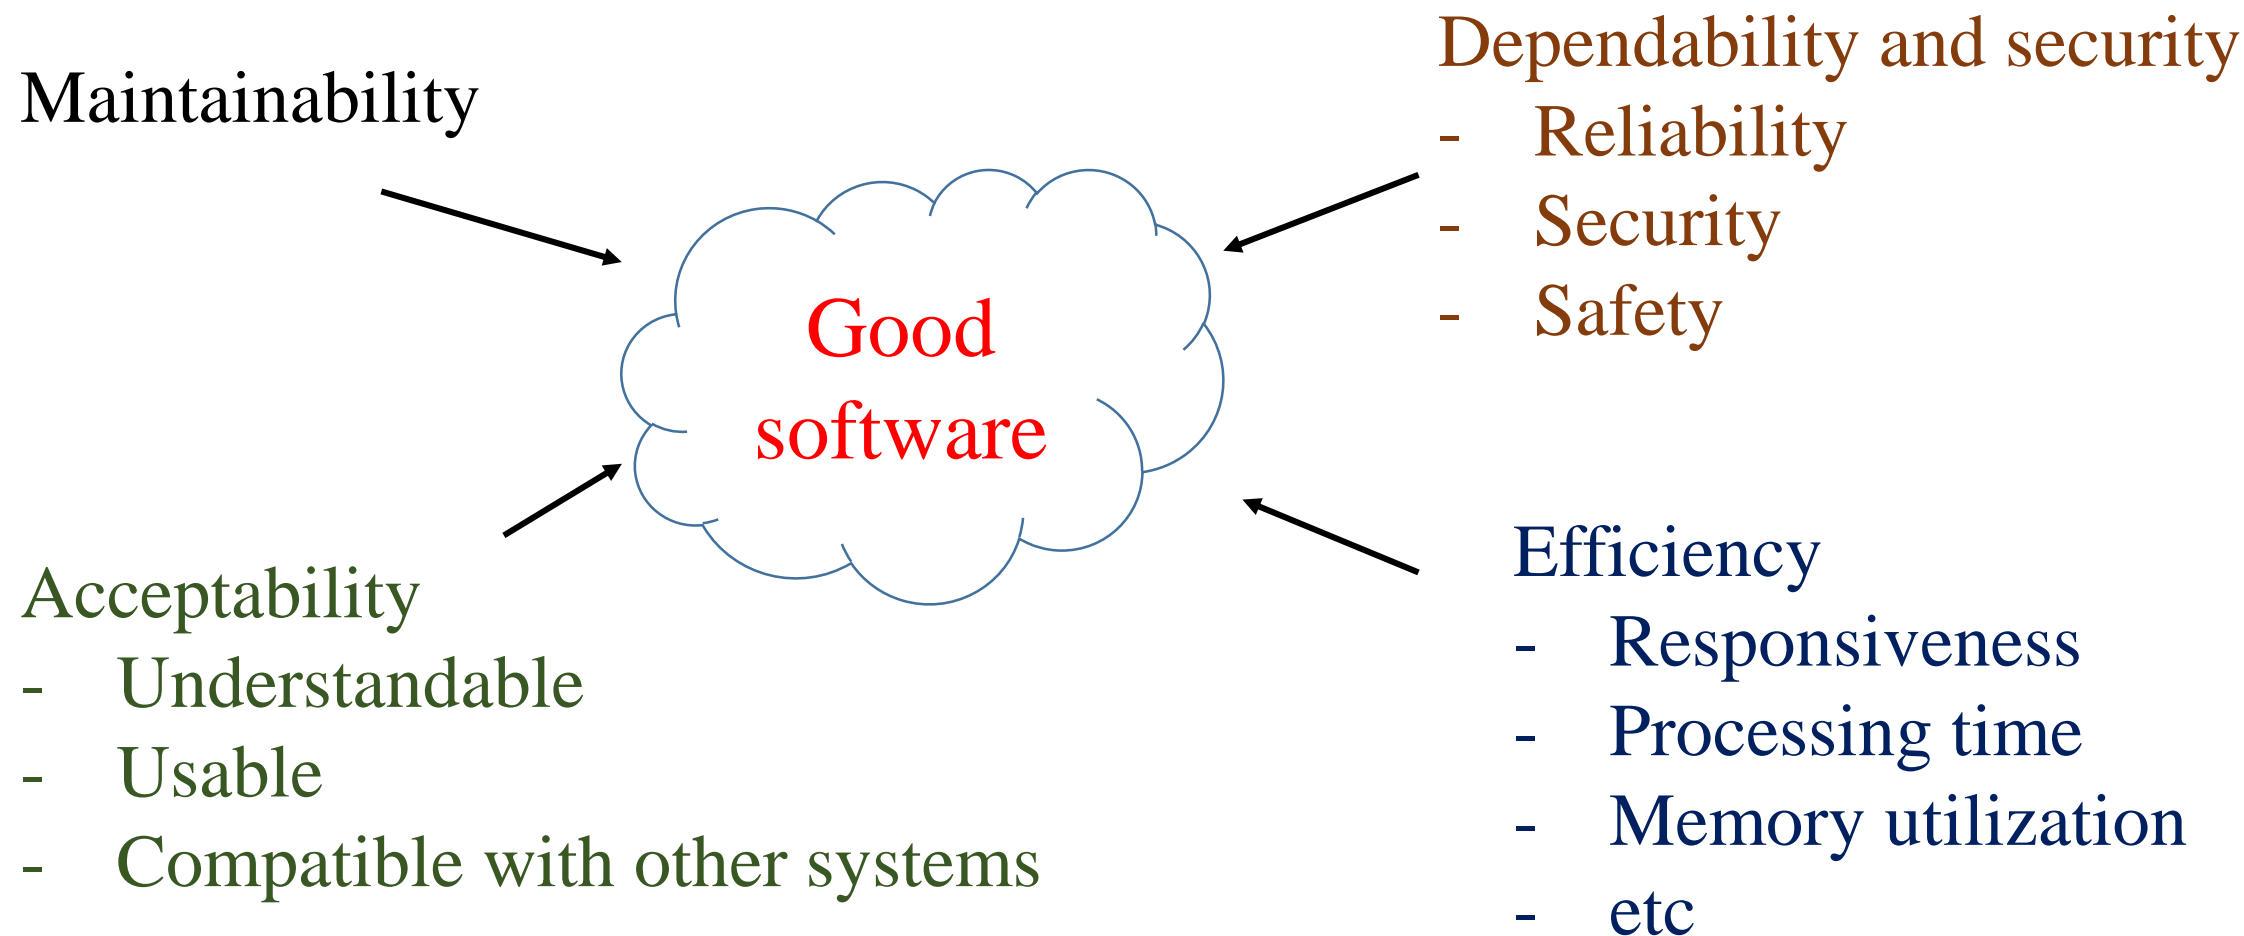 Maintainability
Dependability and security
- Reliability
- Security
- Safety
Good
software
Acceptability
- Understandable
- Usable
- Compatible with other systems
Efficiency
- Responsiveness
- Processing time
- Memory utilization
- etc